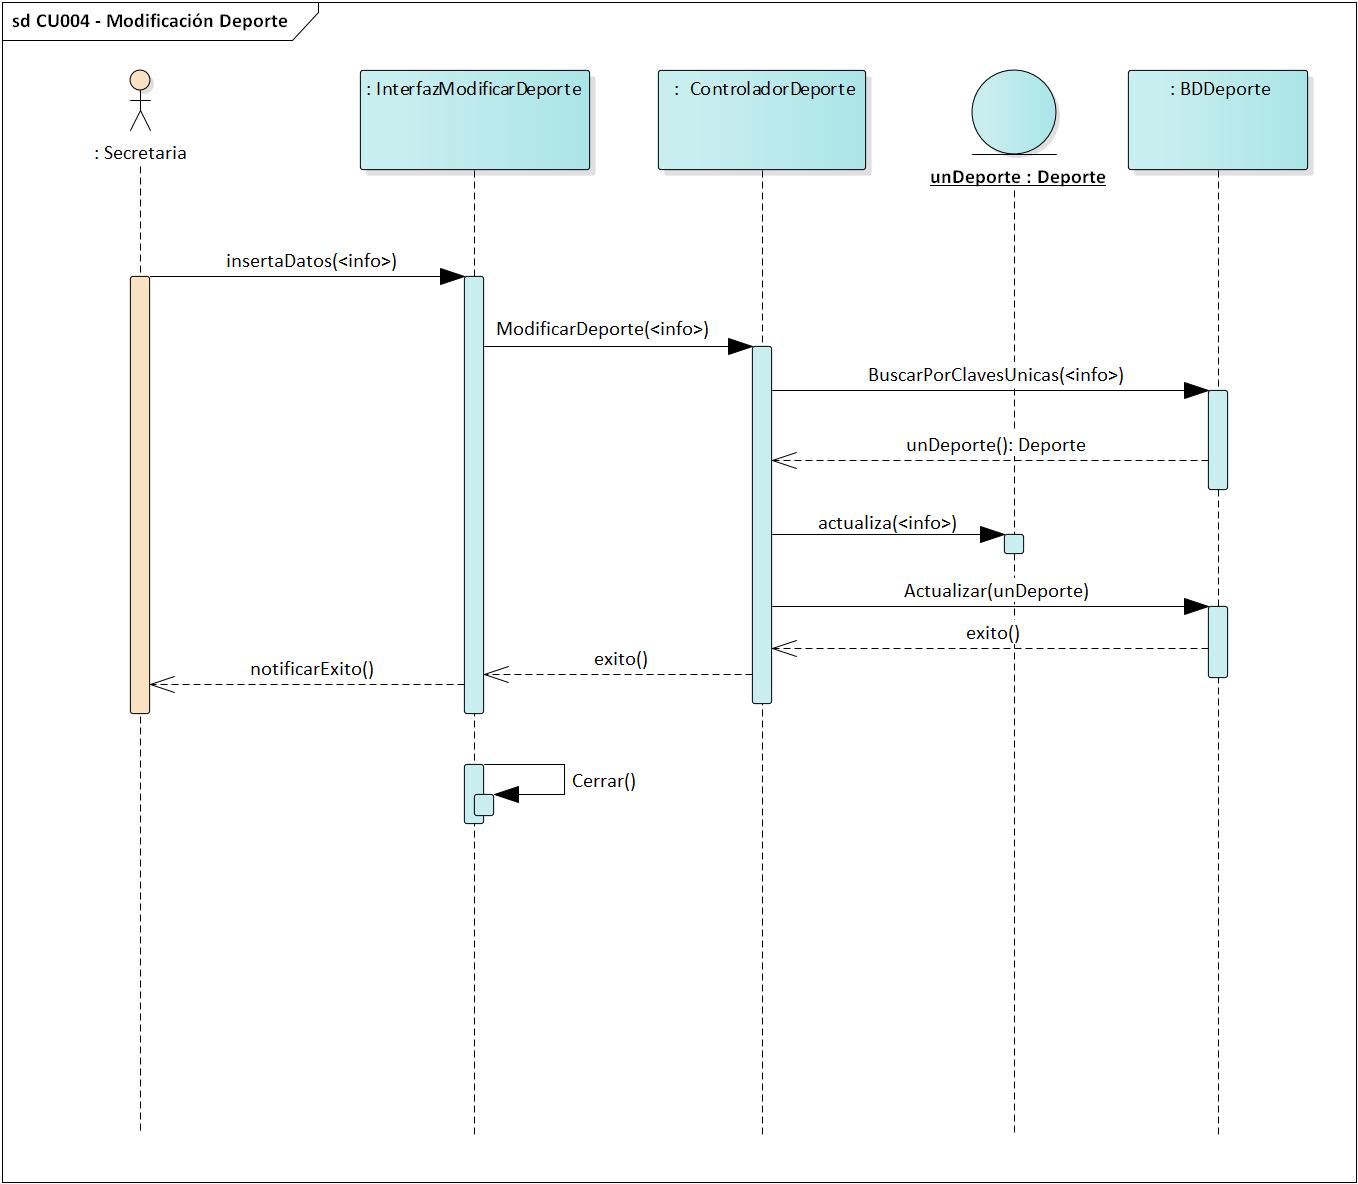 sd CU004 - Modificación Deporte
: Secretaria
: InterfazModificarDeporte
: ControladorDeporte
unDeporte : Deporte
: BDDeporte
insertaDatos(<info>)
ModificarDeporte(<info>)
BuscarPorClavesUnicas(<info>)
unDeporte(): Deporte
actualiza(<info>)
Actualizar(unDeporte)
exito()
exito()
notificarExito()
Cerrar()